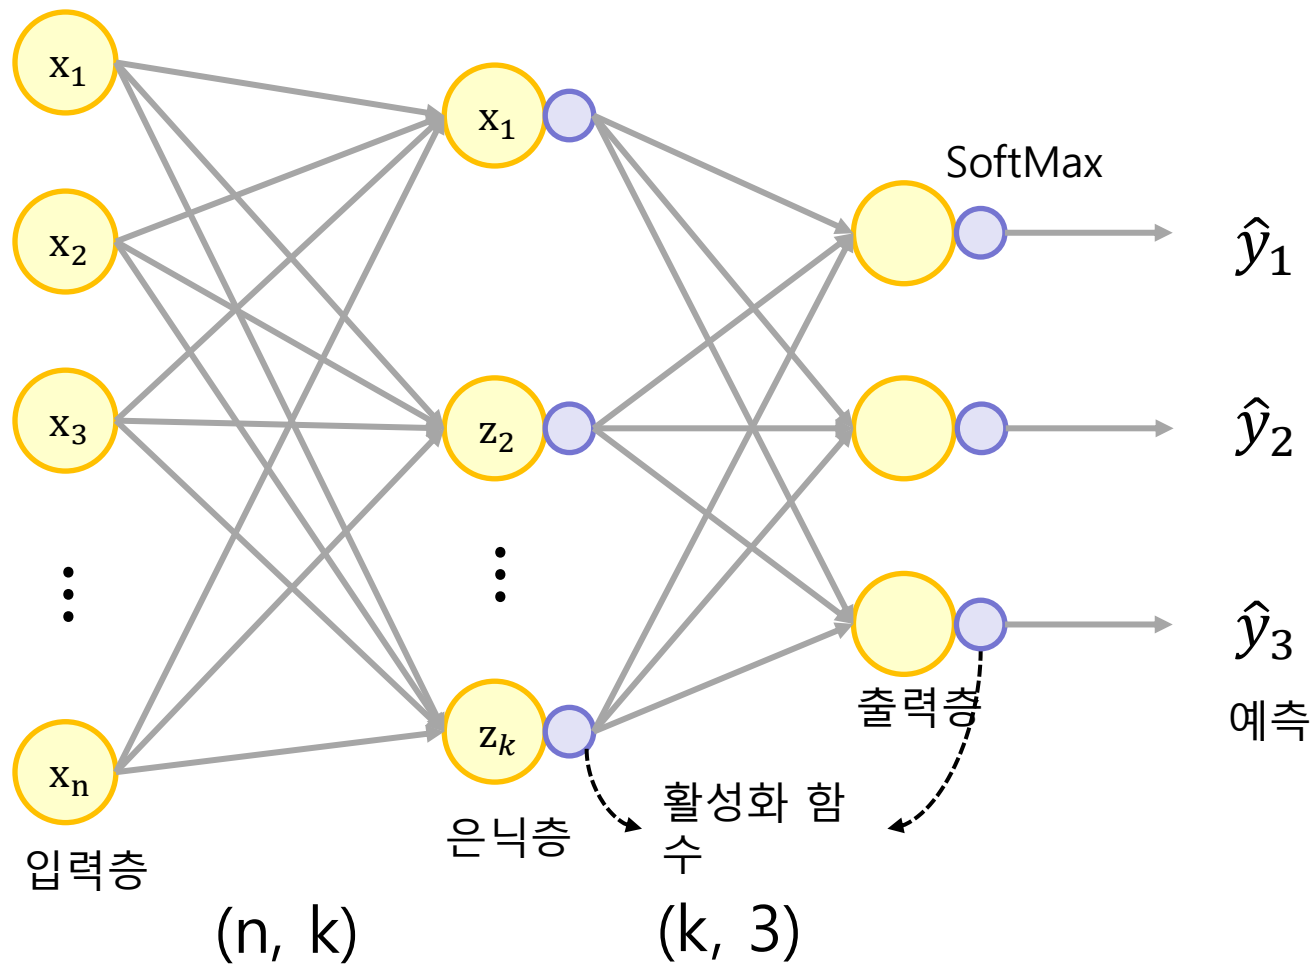 x₁
x₂
x₃
⋮
xₙ
입력층
(n, k)
x₁
z₂
⋮
zₖ
은닉층
활성화 함
수
(k, 3)
출력층
SoftMax
ŷ₁
ŷ₂
ŷ₃
예측